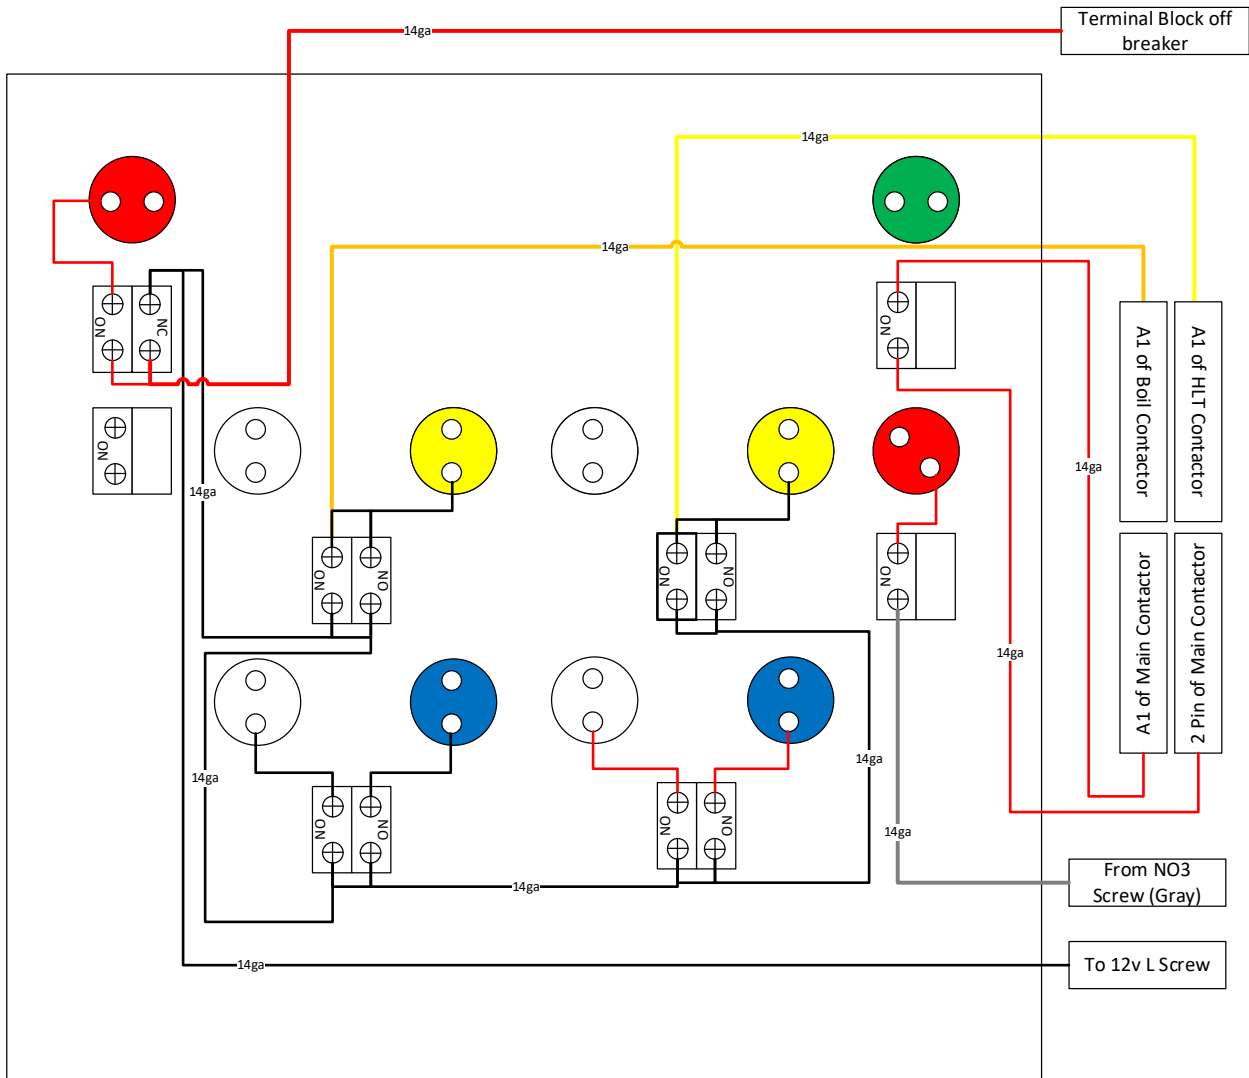 Terminal Block off
breaker
14ga
14ga
14ga
NO
NC
NO
A1 of Boil Contactor
A1 of HLT Contactor
NO
14ga
14ga
NO
NO
NO
NO
NO
A1 of Main Contactor
2 Pin of Main Contactor
14ga
14ga
14ga
NO
NO
NO
NO
14ga
14ga
From NO3
Screw (Gray)
14ga
To 12v L Screw